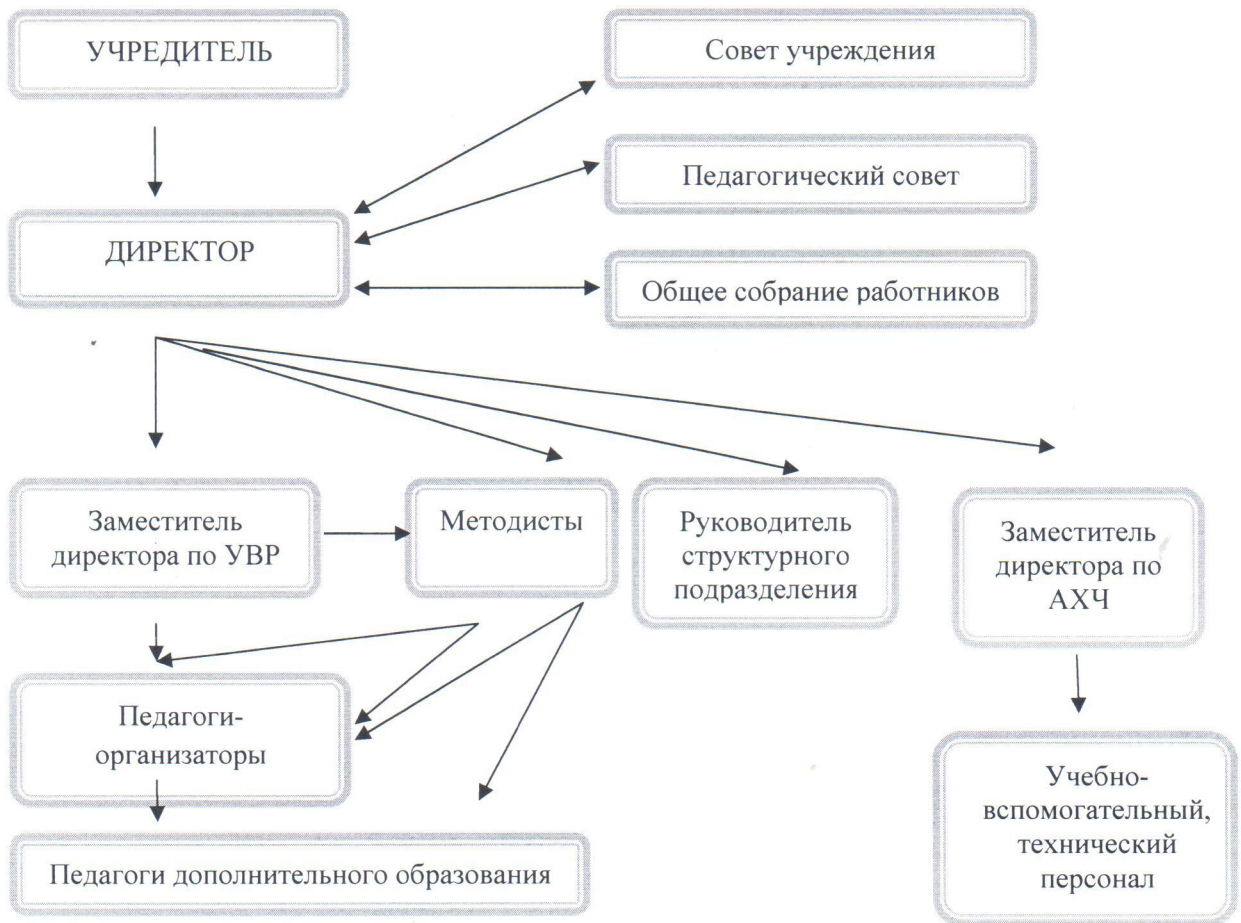 УЧРЕДИТЕЛЬ
Совет учреждения
Педагогический совет
ДИРЕКТОР
Общее собрание работников
Заместитель
директора по УВР
Методисты
Руководитель
структурного
подразделения
Заместитель
директора по
АХЧ
Педагоги-
организаторы
Учебно-
вспомогательный,
технический
персонал
Педагоги дополнительного образования